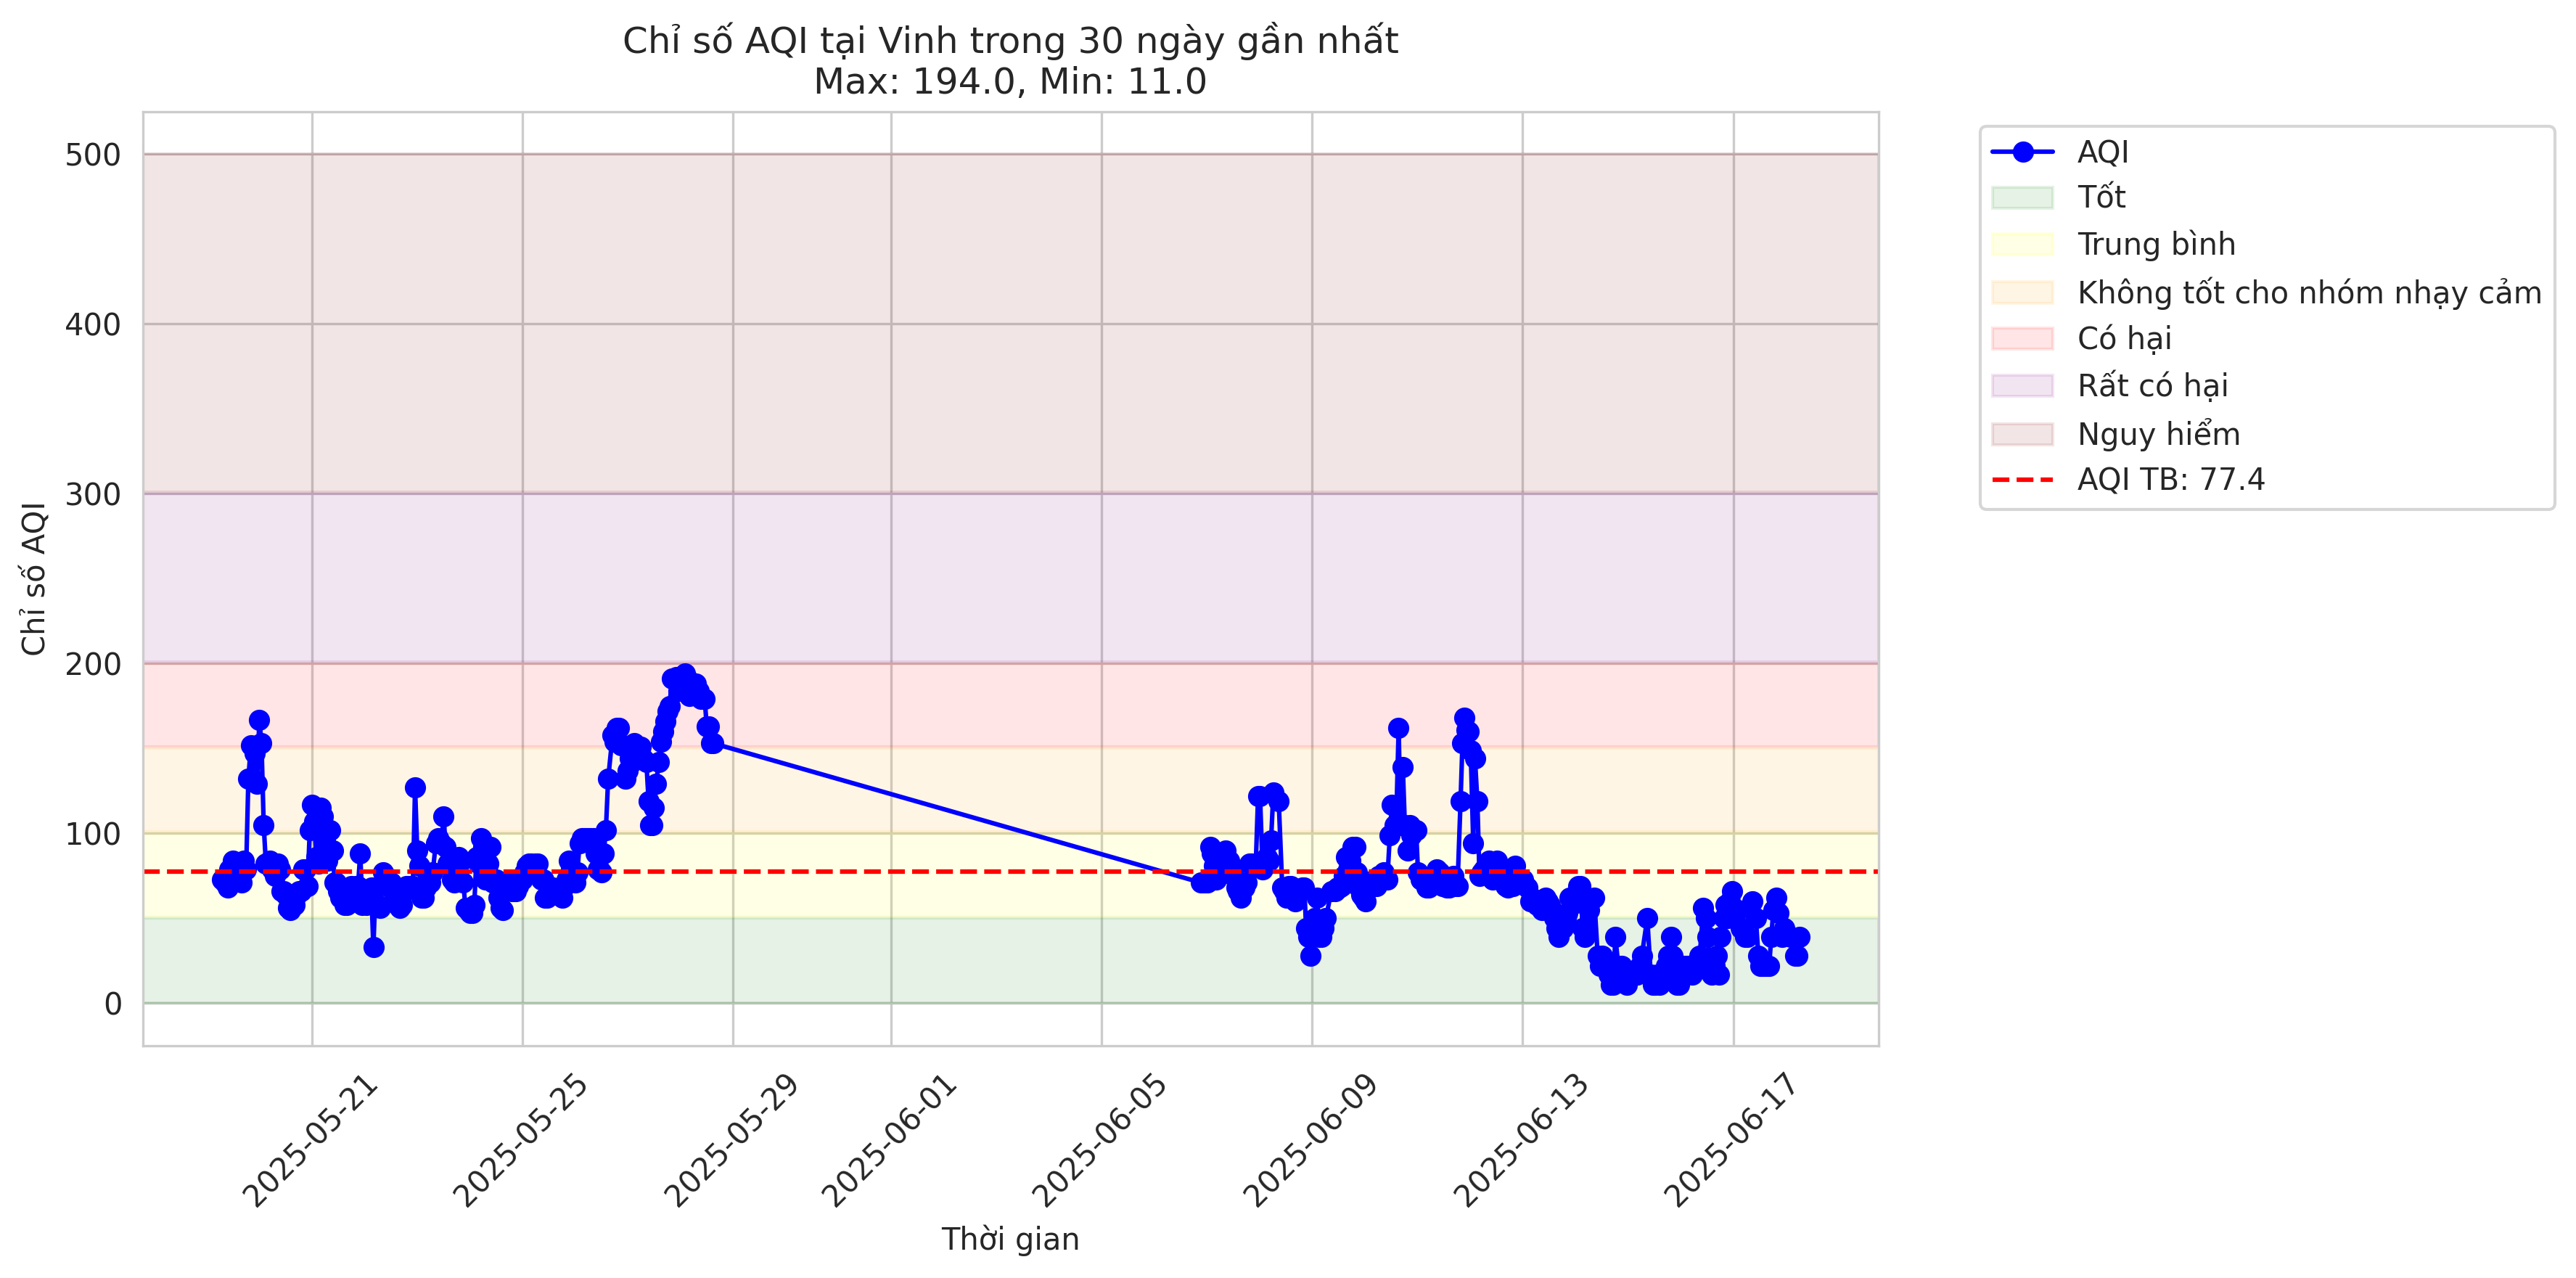 Chỉ số AQI tại Vinh trong 30 ngày gần nhất
Max: 194.0, Min: 11.0
Chỉ số AQI
500
400
300
200
100
0
2025-05-21
2025-05-25
2025-05-29
2025-06-01
2025-06-05
2025-06-09
2025-06-13
2025-06-17
Thời gian
AQI
Tốt
Trung bình
Không tốt cho nhóm nhạy cảm
Có hại
Rất có hại
Nguy hiểm
AQI TB: 77.4